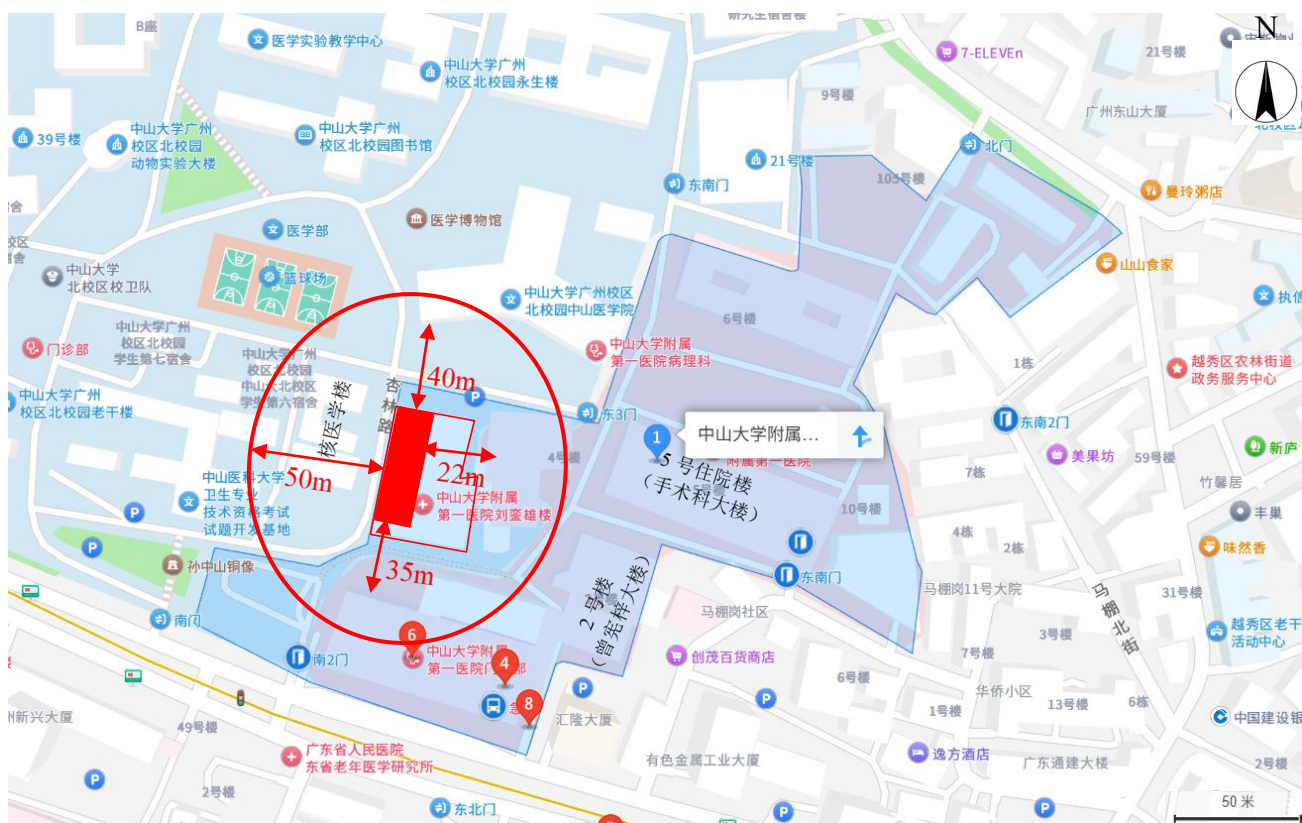 B座
医学实验教学中心
中山大学广州
校区北校园永生楼
研究生宿舍楼
7-ELEVEn
21号楼
N
39号楼
中山大学广州
校区北校园
动物实验大楼
中山大学广州
校区北校园图书馆
9号楼
广州东山大厦
北门
21号楼
东南门
105号楼
曼玲粥店
医学博物馆
医学部
篮球场
中山大学
北校区校卫队
山山食家
执信
中山大学广州校区
北校园中山医学院
6号楼
门诊部
中山大学广州
校区北校园
学生第七宿舍
中山大学广州
校区北校园
中山大北校区
学生第六宿舍
中山大学附属
第一医院病理科
越秀区农林街道
政务服务中心
1栋
40m
杏林路
核医学楼
中山大学广州
校区北校园老干楼
P
东3门
1
中山大学附属...
附属第一医院
东南2门
美果坊
59号楼
新庐
4号楼
5号住院楼
(手术科大楼)
7栋
竹馨居
50m
22m
中山医科大学
卫生专业
技术资格考试
试题开发基地
中山大学附属
第一医院刘銮雄楼
10号楼
丰巢
P
4栋
2栋
味然香
P
孙中山铜像
35m
东南门
2号楼
(曾宪梓大楼)
马棚岗社区
马棚岗11号大院
马棚北街
31号楼
南门
3号楼
越秀区老干
活动中心
南2门
6
中山大学附属
第一医院门
部
4
创茂百货商店
7号楼
6号楼
华侨小区
P
8
急
P
汇隆大厦
1号楼
13号楼
6栋
中国建设银
新兴大厦
49号楼
广东省人民医院
东省老年医学研究所
有色金属工业大厦
逸方酒店
广东通建大楼
2号楼
P
2号楼
东北门
P
P
50 米